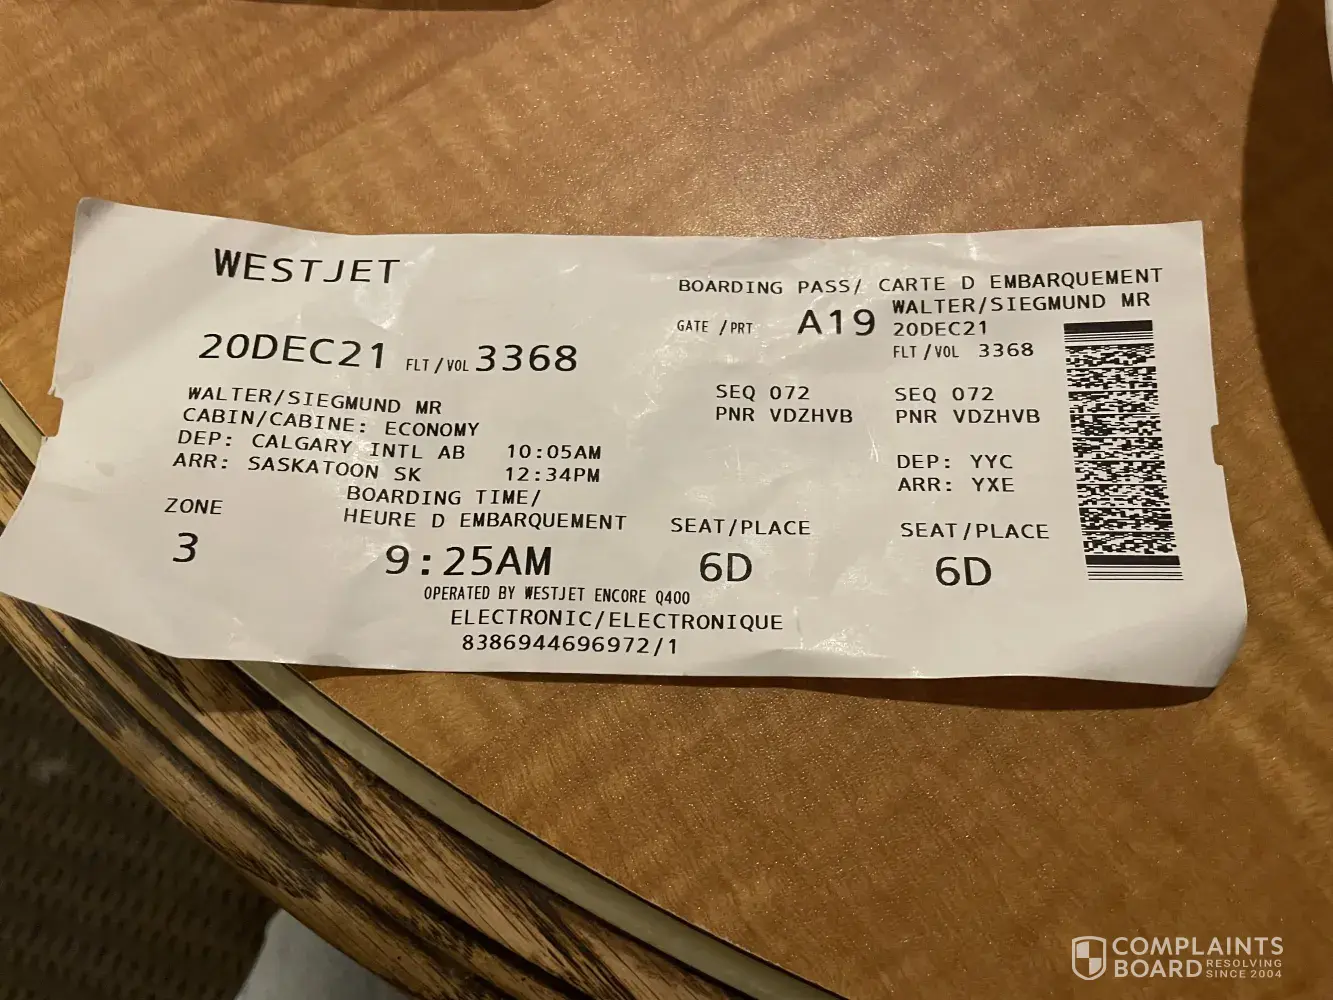 WESTJET
20DEC21 FLT/VOL 3368
WALTER/SIEGMUND MR
CABIN/CABINE: ECONOMY
DEP: CALGARY INTL AB 10:05AM
ARR: SASKATOON SK 12:34PM
ZONE
3
BOARDING TIME/
HEURE D EMBARQUEMENT
9:25AM
OPERATED BY WESTJET ENCORE Q400
ELECTRONIC/ELECTRONIQUE
8386944696972/1
BOARDING PASS/ CARTE D EMBARQUEMENT
GATE /PRT A19
SEQ 072
PNR VDZHVB
SEAT/PLACE
6D
WALTER/SIEGMUND MR
20DEC21
FLT/VOL 3368
SEQ 072
PNR VDZHVB
DEP: YYC
ARR: YXE
SEAT/PLACE
6D
COMPLAINTS
BOARD RESOLVING
SINCE 2004